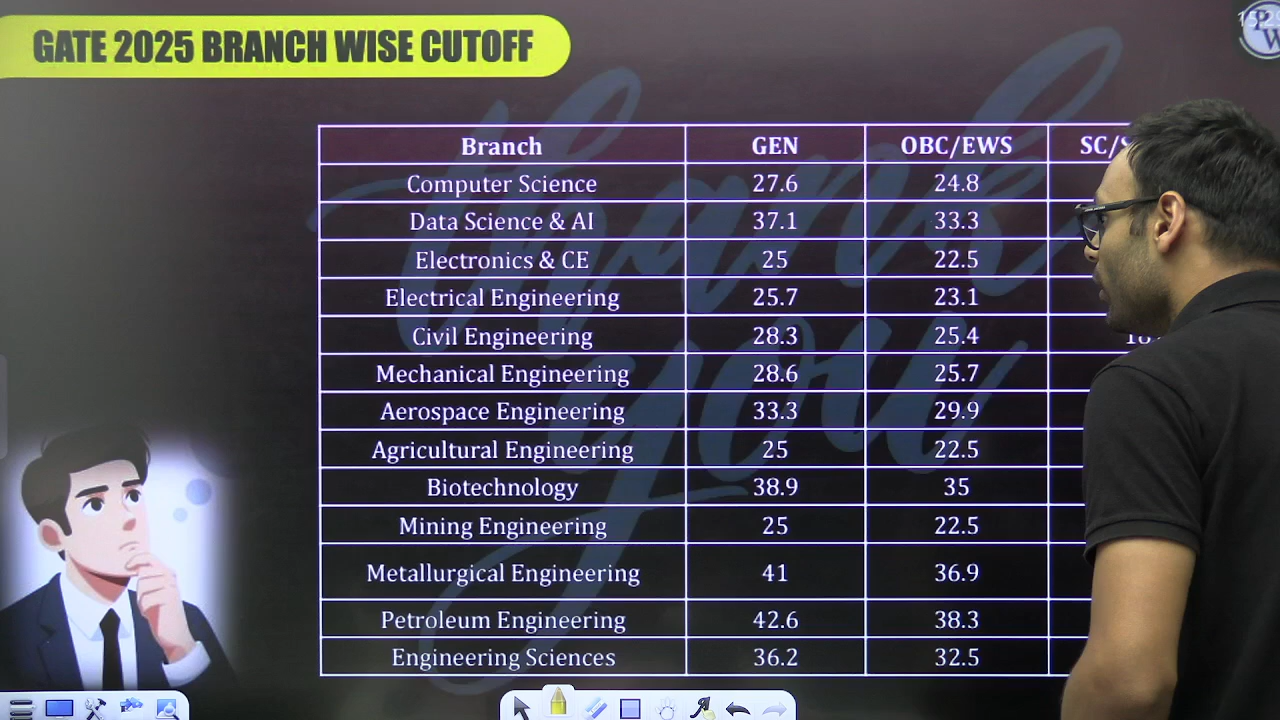 GATE 2025 BRANCH WISE CUTOFF
Branch GEN OBC/EWS SC/S
Computer Science 27.6 24.8
Data Science & AI 37.1 33.3
Electronics & CE 25 22.5
Electrical Engineering 25.7 23.1
Civil Engineering 28.3 25.4
Mechanical Engineering 28.6 25.7
Aerospace Engineering 33.3 29.9
Agricultural Engineering 25 22.5
Biotechnology 38.9 35
Mining Engineering 25 22.5
Metallurgical Engineering 41 36.9
Petroleum Engineering 42.6 38.3
Engineering Sciences 36.2 32.5
thank
you